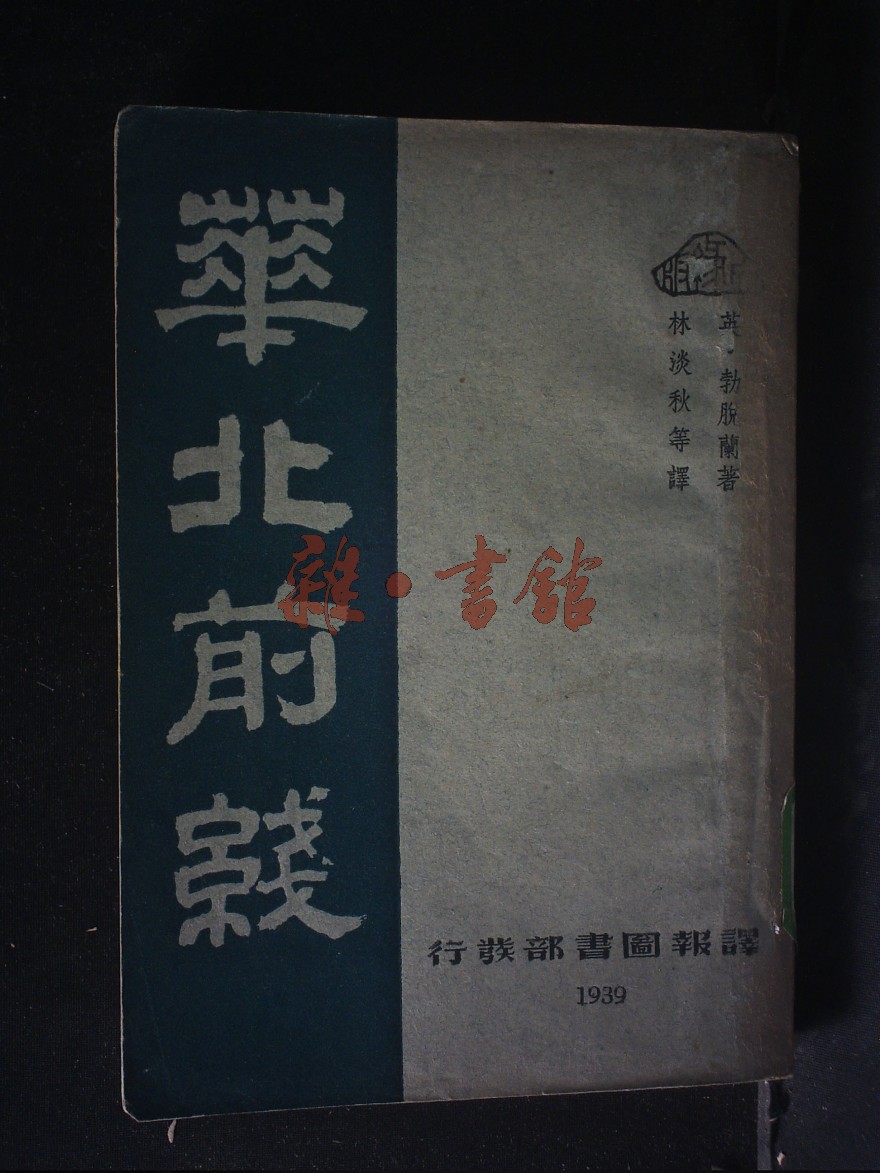 華北前綫
英·勃脫蘭著
林淡秋等譯
譯報圖書部發行
1939
雜·書館